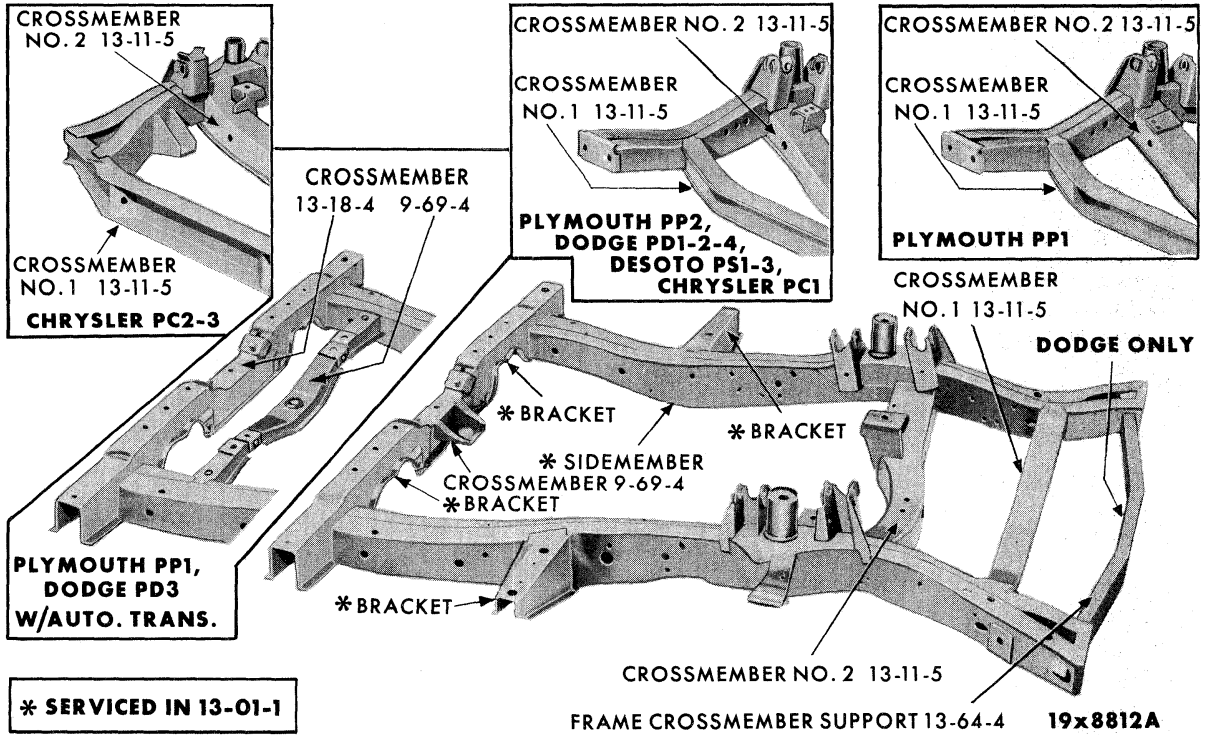 CROSSMEMBER
NO. 2 13-11-5
CROSSMEMBER
NO. 1 13-11-5
CHRYSLER PC2-3
CROSSMEMBER
13-18-4 9-69-4
PLYMOUTH PP1,
DODGE PD3
W/AUTO. TRANS.
CROSSMEMBER
NO. 2 13-11-5
CROSSMEMBER
NO. 1 13-11-5
PLYMOUTH PP2,
DODGE PD1-2-4,
DESOTO PS1-3,
CHRYSLER PC1
CROSSMEMBER
NO. 2 13-11-5
CROSSMEMBER
NO. 1 13-11-5
PLYMOUTH PP1
CROSSMEMBER
NO. 1 13-11-5
DODGE ONLY
* BRACKET
* BRACKET
* SIDEMEMBER
CROSSMEMBER 9-69-4
* BRACKET
* BRACKET
CROSSMEMBER NO. 2 13-11-5
FRAME CROSSMEMBER SUPPORT 13-64-4
19x8812A
* SERVICED IN 13-01-1